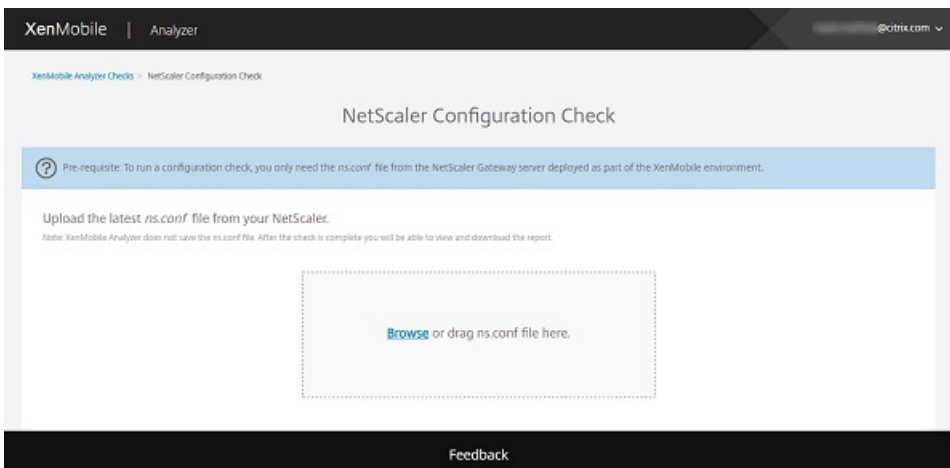 XenMobile | Analyzer
@citrix.com
XenMobile Analyzer Checks > NetScaler Configuration Check
NetScaler Configuration Check
? Pre-requisite: To run a configuration check, you only need the ns.conf file from the NetScaler Gateway server deployed as part of the XenMobile environment.
Upload the latest ns.conf file from your NetScaler.
Note: XenMobile Analyzer does not save the ns.conf file. After the check is complete you will be able to view and download the report.
Browse or drag ns.conf file here.
Feedback